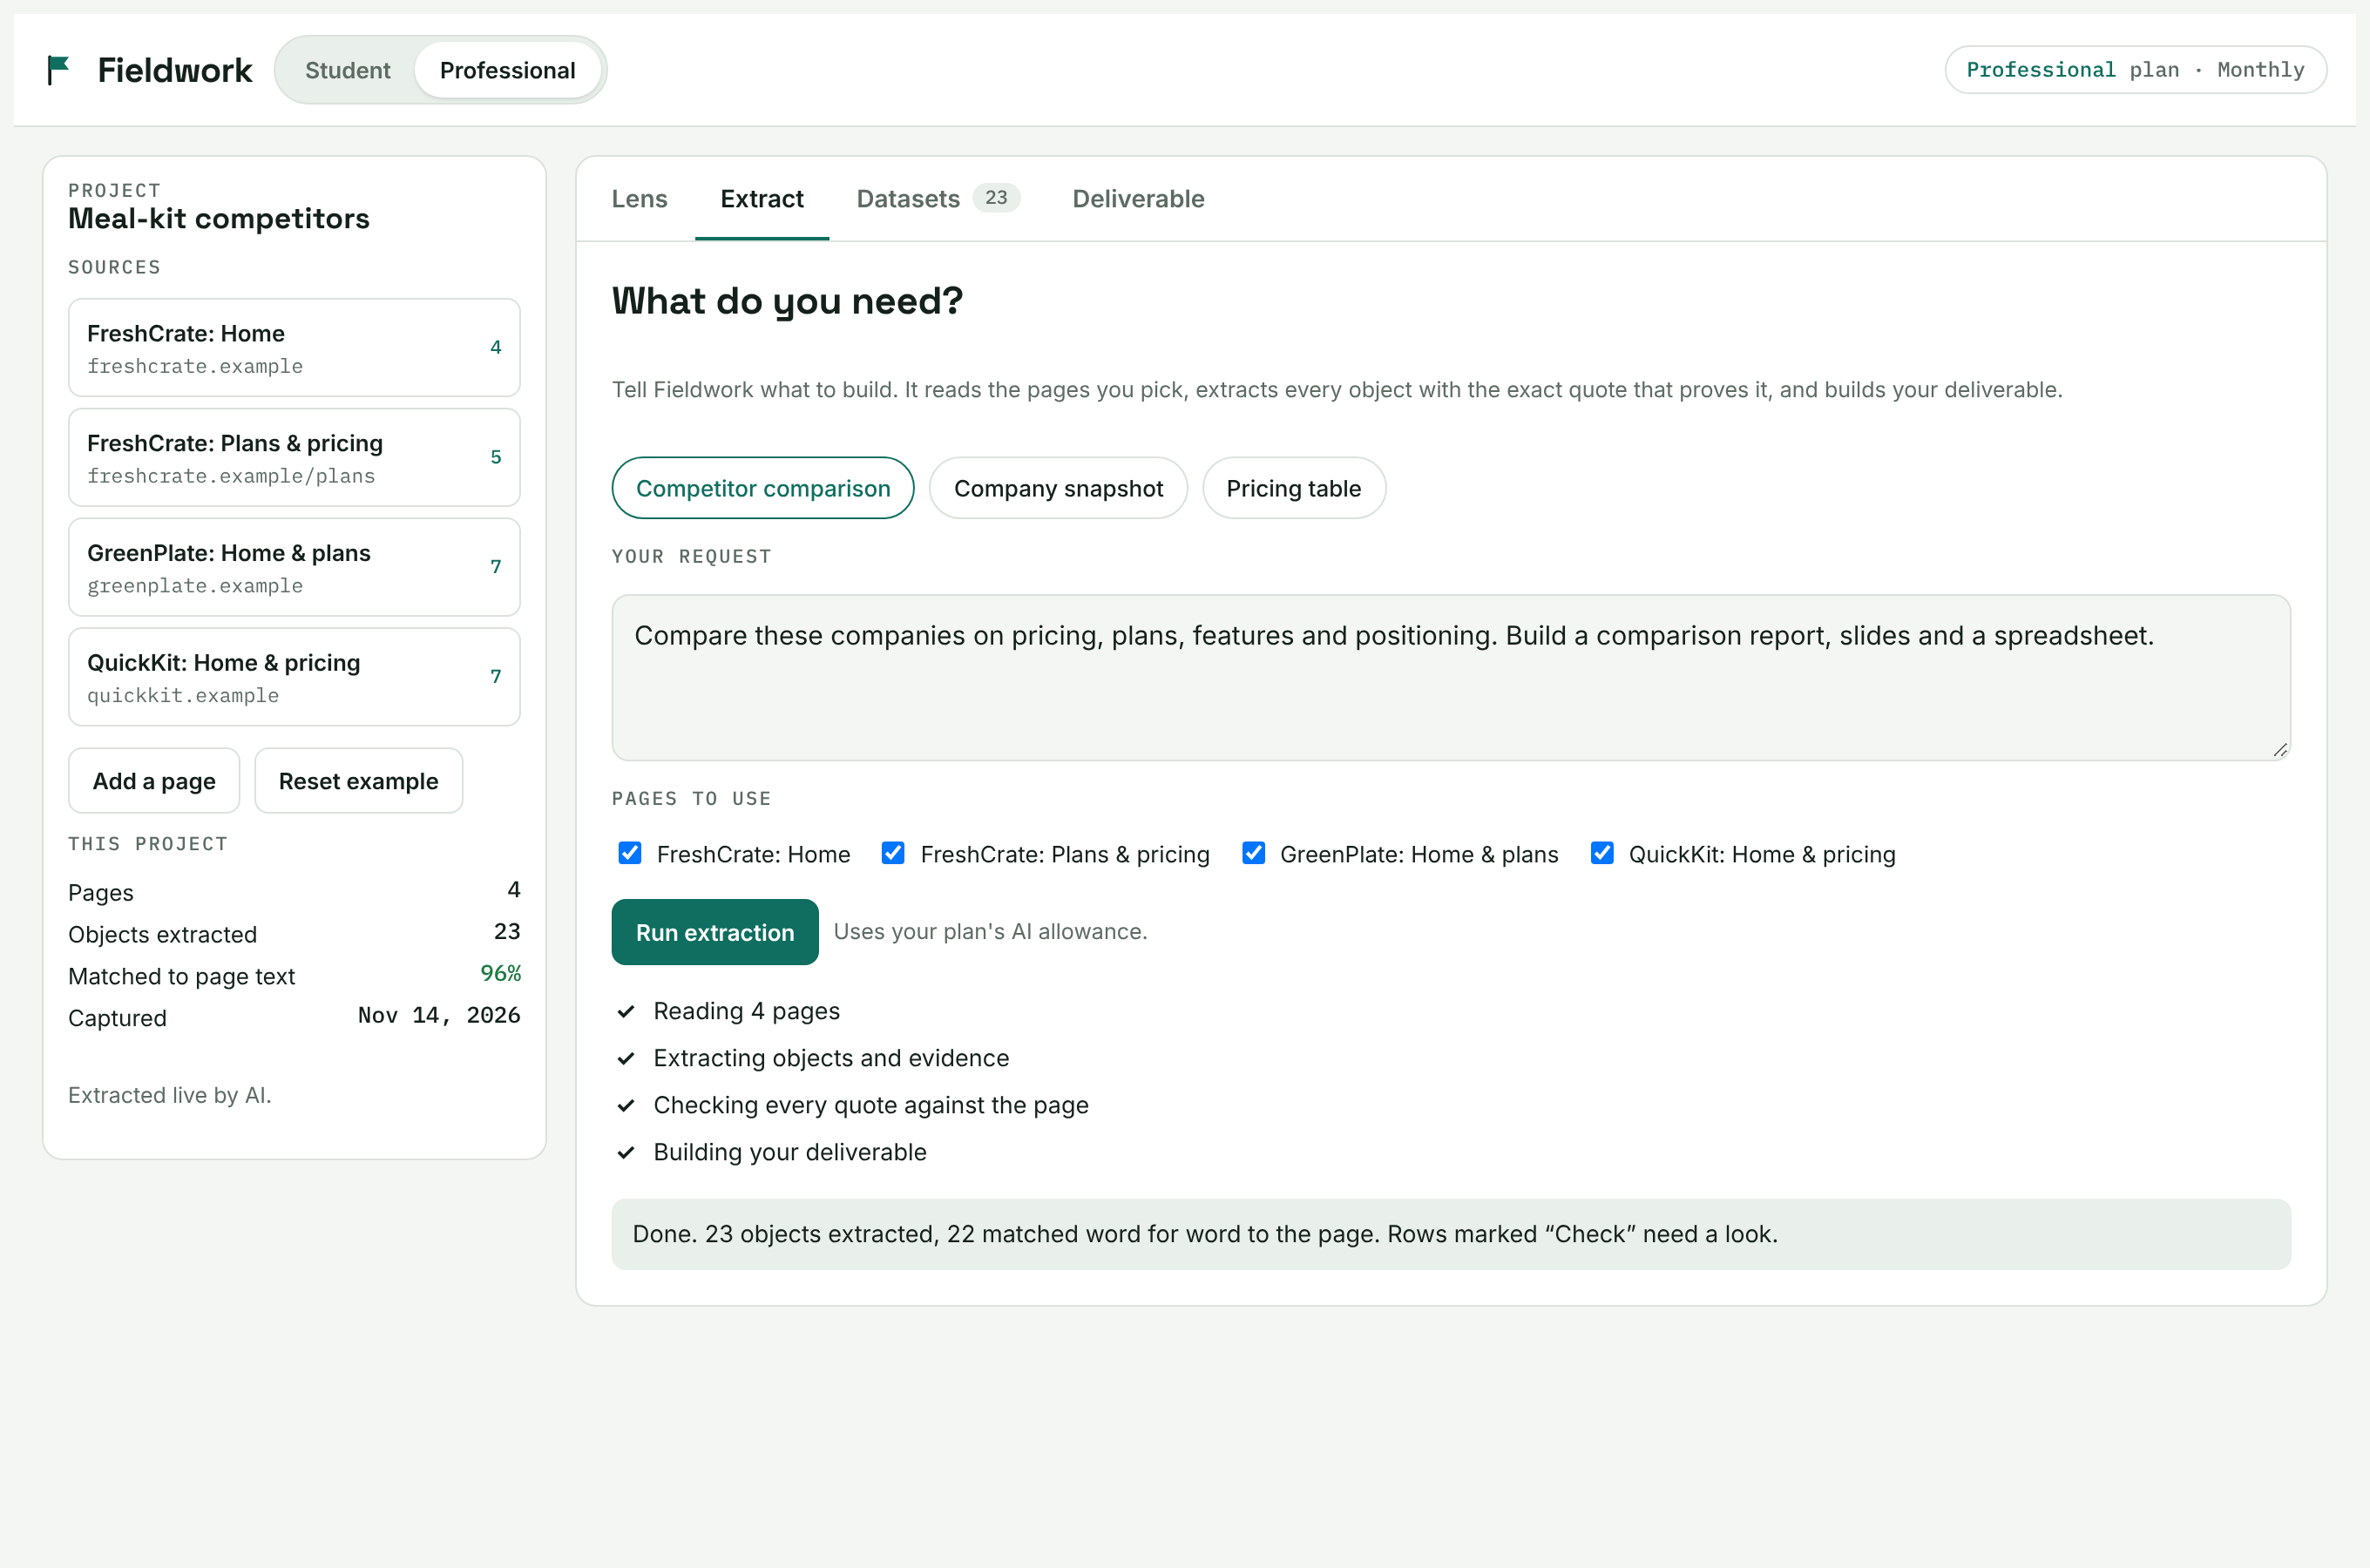 Fieldwork
Student
Professional
Professional plan · Monthly
PROJECT
Meal-kit competitors
SOURCES
FreshCrate: Home
freshcrate.example
4
FreshCrate: Plans & pricing
freshcrate.example/plans
5
GreenPlate: Home & plans
greenplate.example
7
QuickKit: Home & pricing
quickkit.example
7
Add a page
Reset example
THIS PROJECT
Pages 4
Objects extracted 23
Matched to page text 96%
Captured Nov 14, 2026
Extracted live by AI.
Lens
Extract
Datasets 23
Deliverable
What do you need?
Tell Fieldwork what to build. It reads the pages you pick, extracts every object with the exact quote that proves it, and builds your deliverable.
Competitor comparison
Company snapshot
Pricing table
YOUR REQUEST
Compare these companies on pricing, plans, features and positioning. Build a comparison report, slides and a spreadsheet.
PAGES TO USE
FreshCrate: Home
FreshCrate: Plans & pricing
GreenPlate: Home & plans
QuickKit: Home & pricing
Run extraction
Uses your plan's AI allowance.
Reading 4 pages
Extracting objects and evidence
Checking every quote against the page
Building your deliverable
Done. 23 objects extracted, 22 matched word for word to the page. Rows marked “Check” need a look.